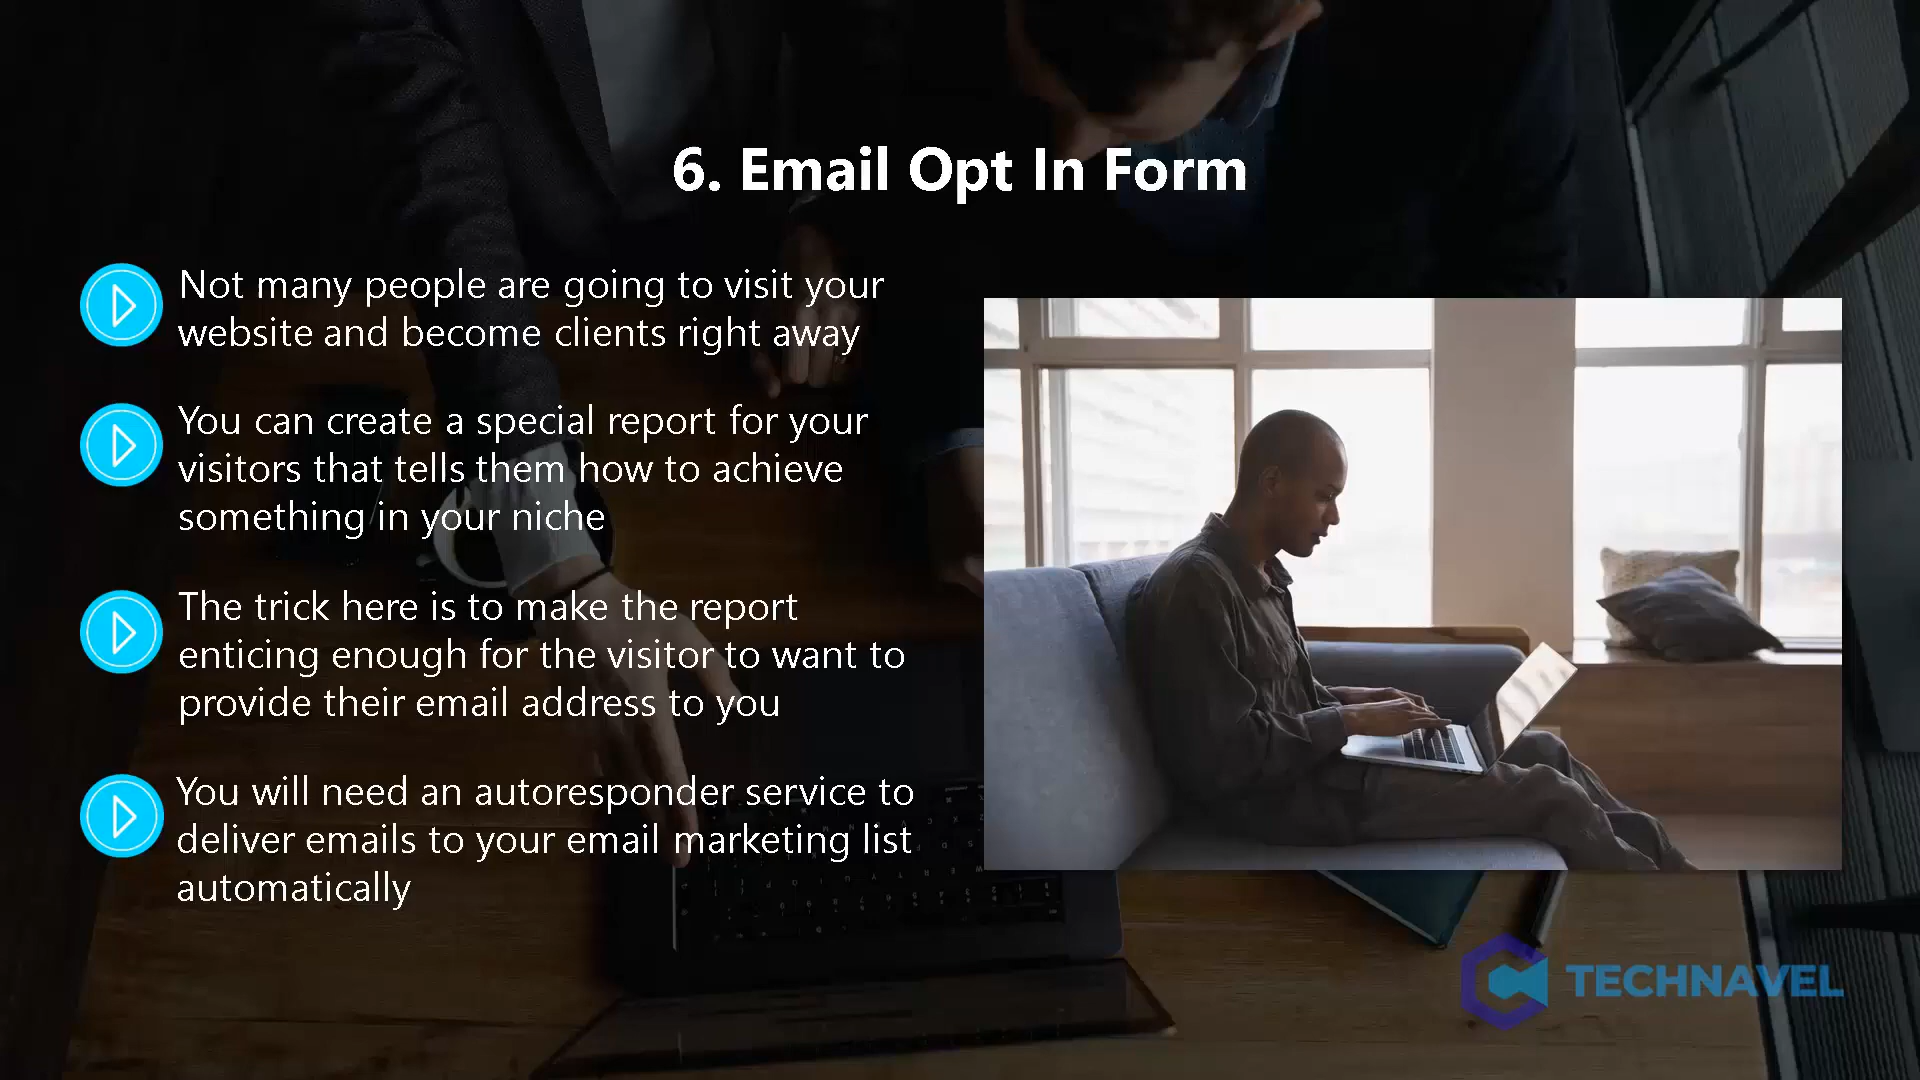 6. Email Opt In Form
Not many people are going to visit your
website and become clients right away
You can create a special report for your
visitors that tells them how to achieve
something in your niche
The trick here is to make the report
enticing enough for the visitor to want to
provide their email address to you
You will need an autoresponder service to
deliver emails to your email marketing list
automatically
TECHNAVEL